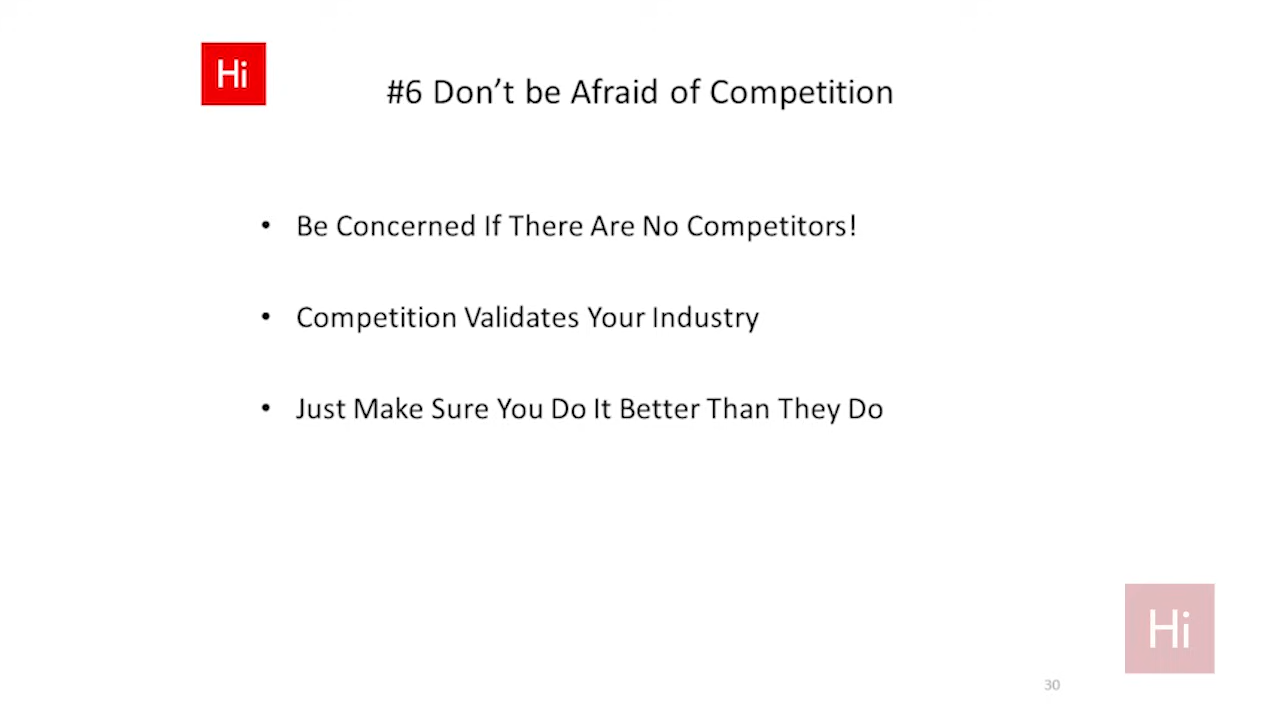 Hi
#6 Don’t be Afraid of Competition
• Be Concerned If There Are No Competitors!
• Competition Validates Your Industry
• Just Make Sure You Do It Better Than They Do
Hi
30